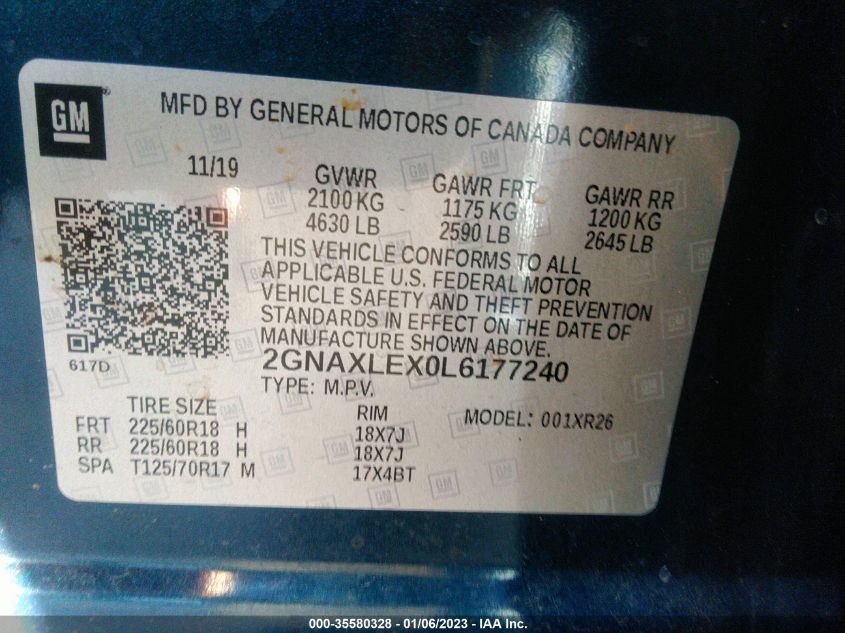 GM
MFD BY GENERAL MOTORS OF CANADA COMPANY
11/19 GVWR GAWR FRT GAWR RR
2100 KG 1175 KG 1200 KG
4630 LB 2590 LB 2645 LB
THIS VEHICLE CONFORMS TO ALL
APPLICABLE U.S. FEDERAL MOTOR
VEHICLE SAFETY AND THEFT PREVENTION
STANDARDS IN EFFECT ON THE DATE OF
MANUFACTURE SHOWN ABOVE.
617D
2GNAXLEX0L6177240
TYPE: M.P.V.
TIRE SIZE RIM MODEL: 001XR26
FRT 225/60R18 H 18X7J
RR 225/60R18 H 18X7J
SPA T125/70R17 M 17X4BT
000-35580328 - 01/06/2023 - IAA Inc.